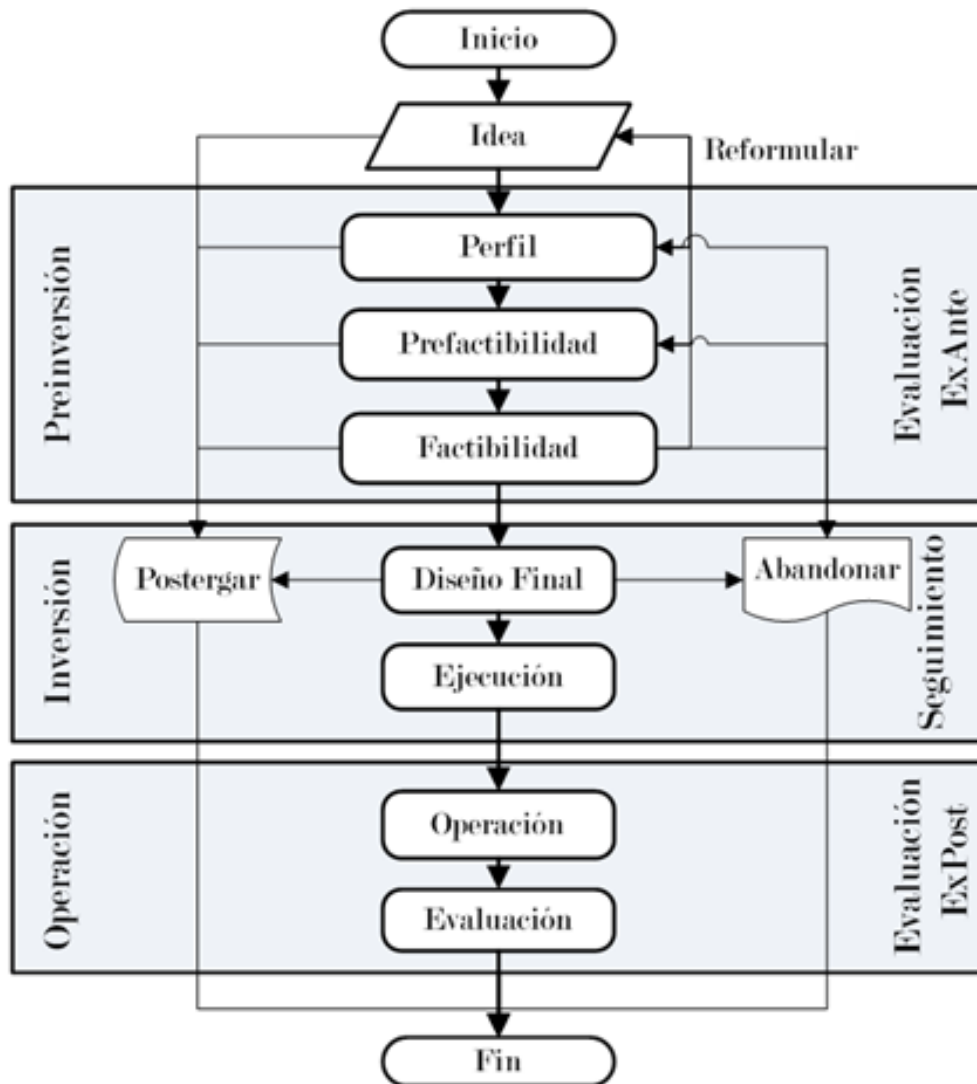 Inicio
Idea
Reformular
Preinversión
Perfil
Prefactibilidad
Factibilidad
Evaluación
ExAnte
Inversión
Postergar
Diseño Final
Abandonar
Ejecución
Seguimiento
Operación
Operación
Evaluación
Evaluación
ExPost
Fin